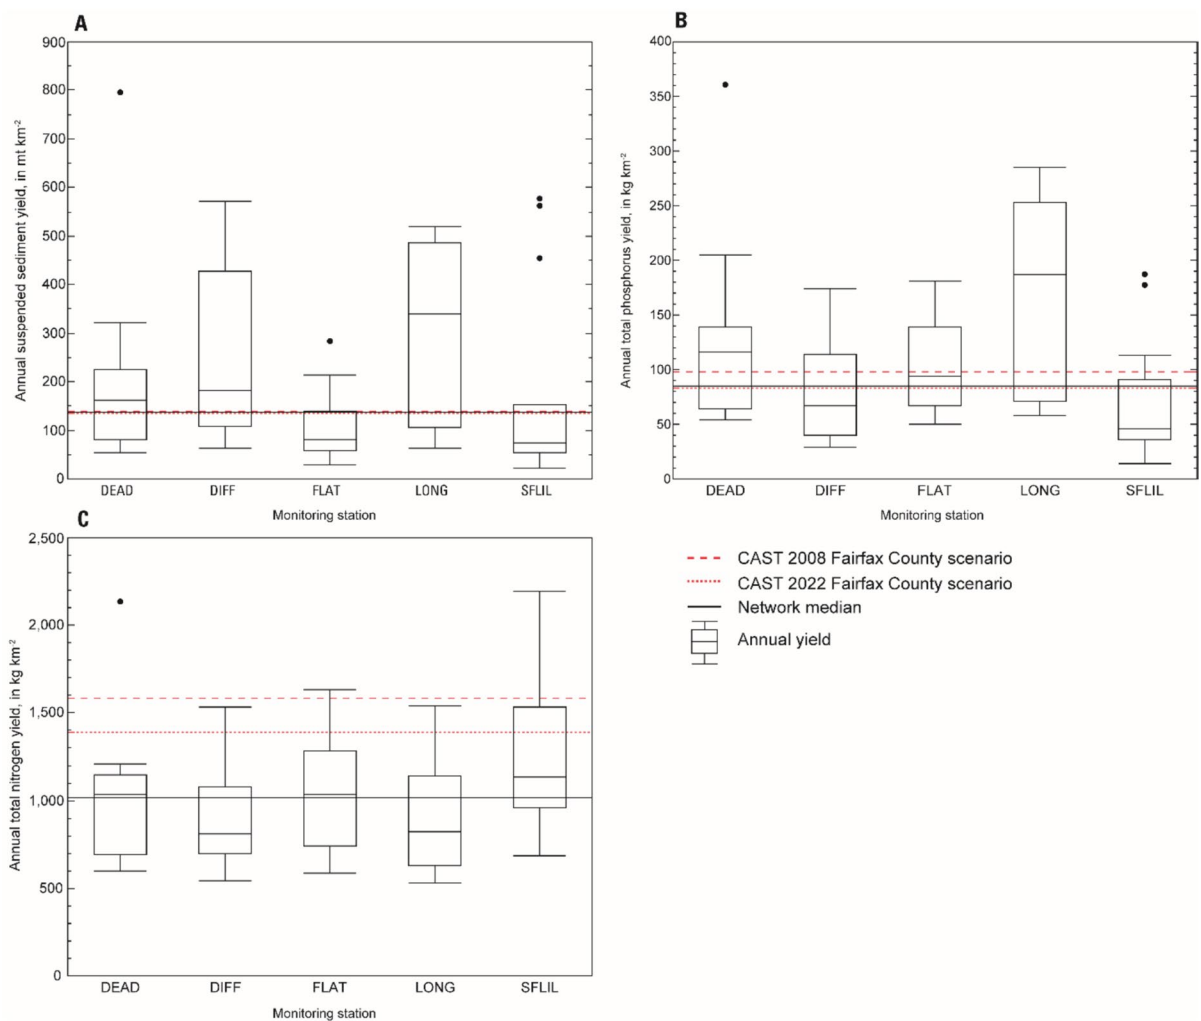 A
Annual suspended sediment yield, in mt km-2
900
800
700
600
500
400
300
200
100
0
DEAD DIFF FLAT LONG SFLIL
Monitoring station
B
Annual total phosphorus yield, in kg km-2
400
350
300
250
200
150
100
50
0
DEAD DIFF FLAT LONG SFLIL
Monitoring station
C
Annual total nitrogen yield, in kg km-2
2,500
2,000
1,500
1,000
500
0
DEAD DIFF FLAT LONG SFLIL
Monitoring station
CAST 2008 Fairfax County scenario
CAST 2022 Fairfax County scenario
Network median
Annual yield